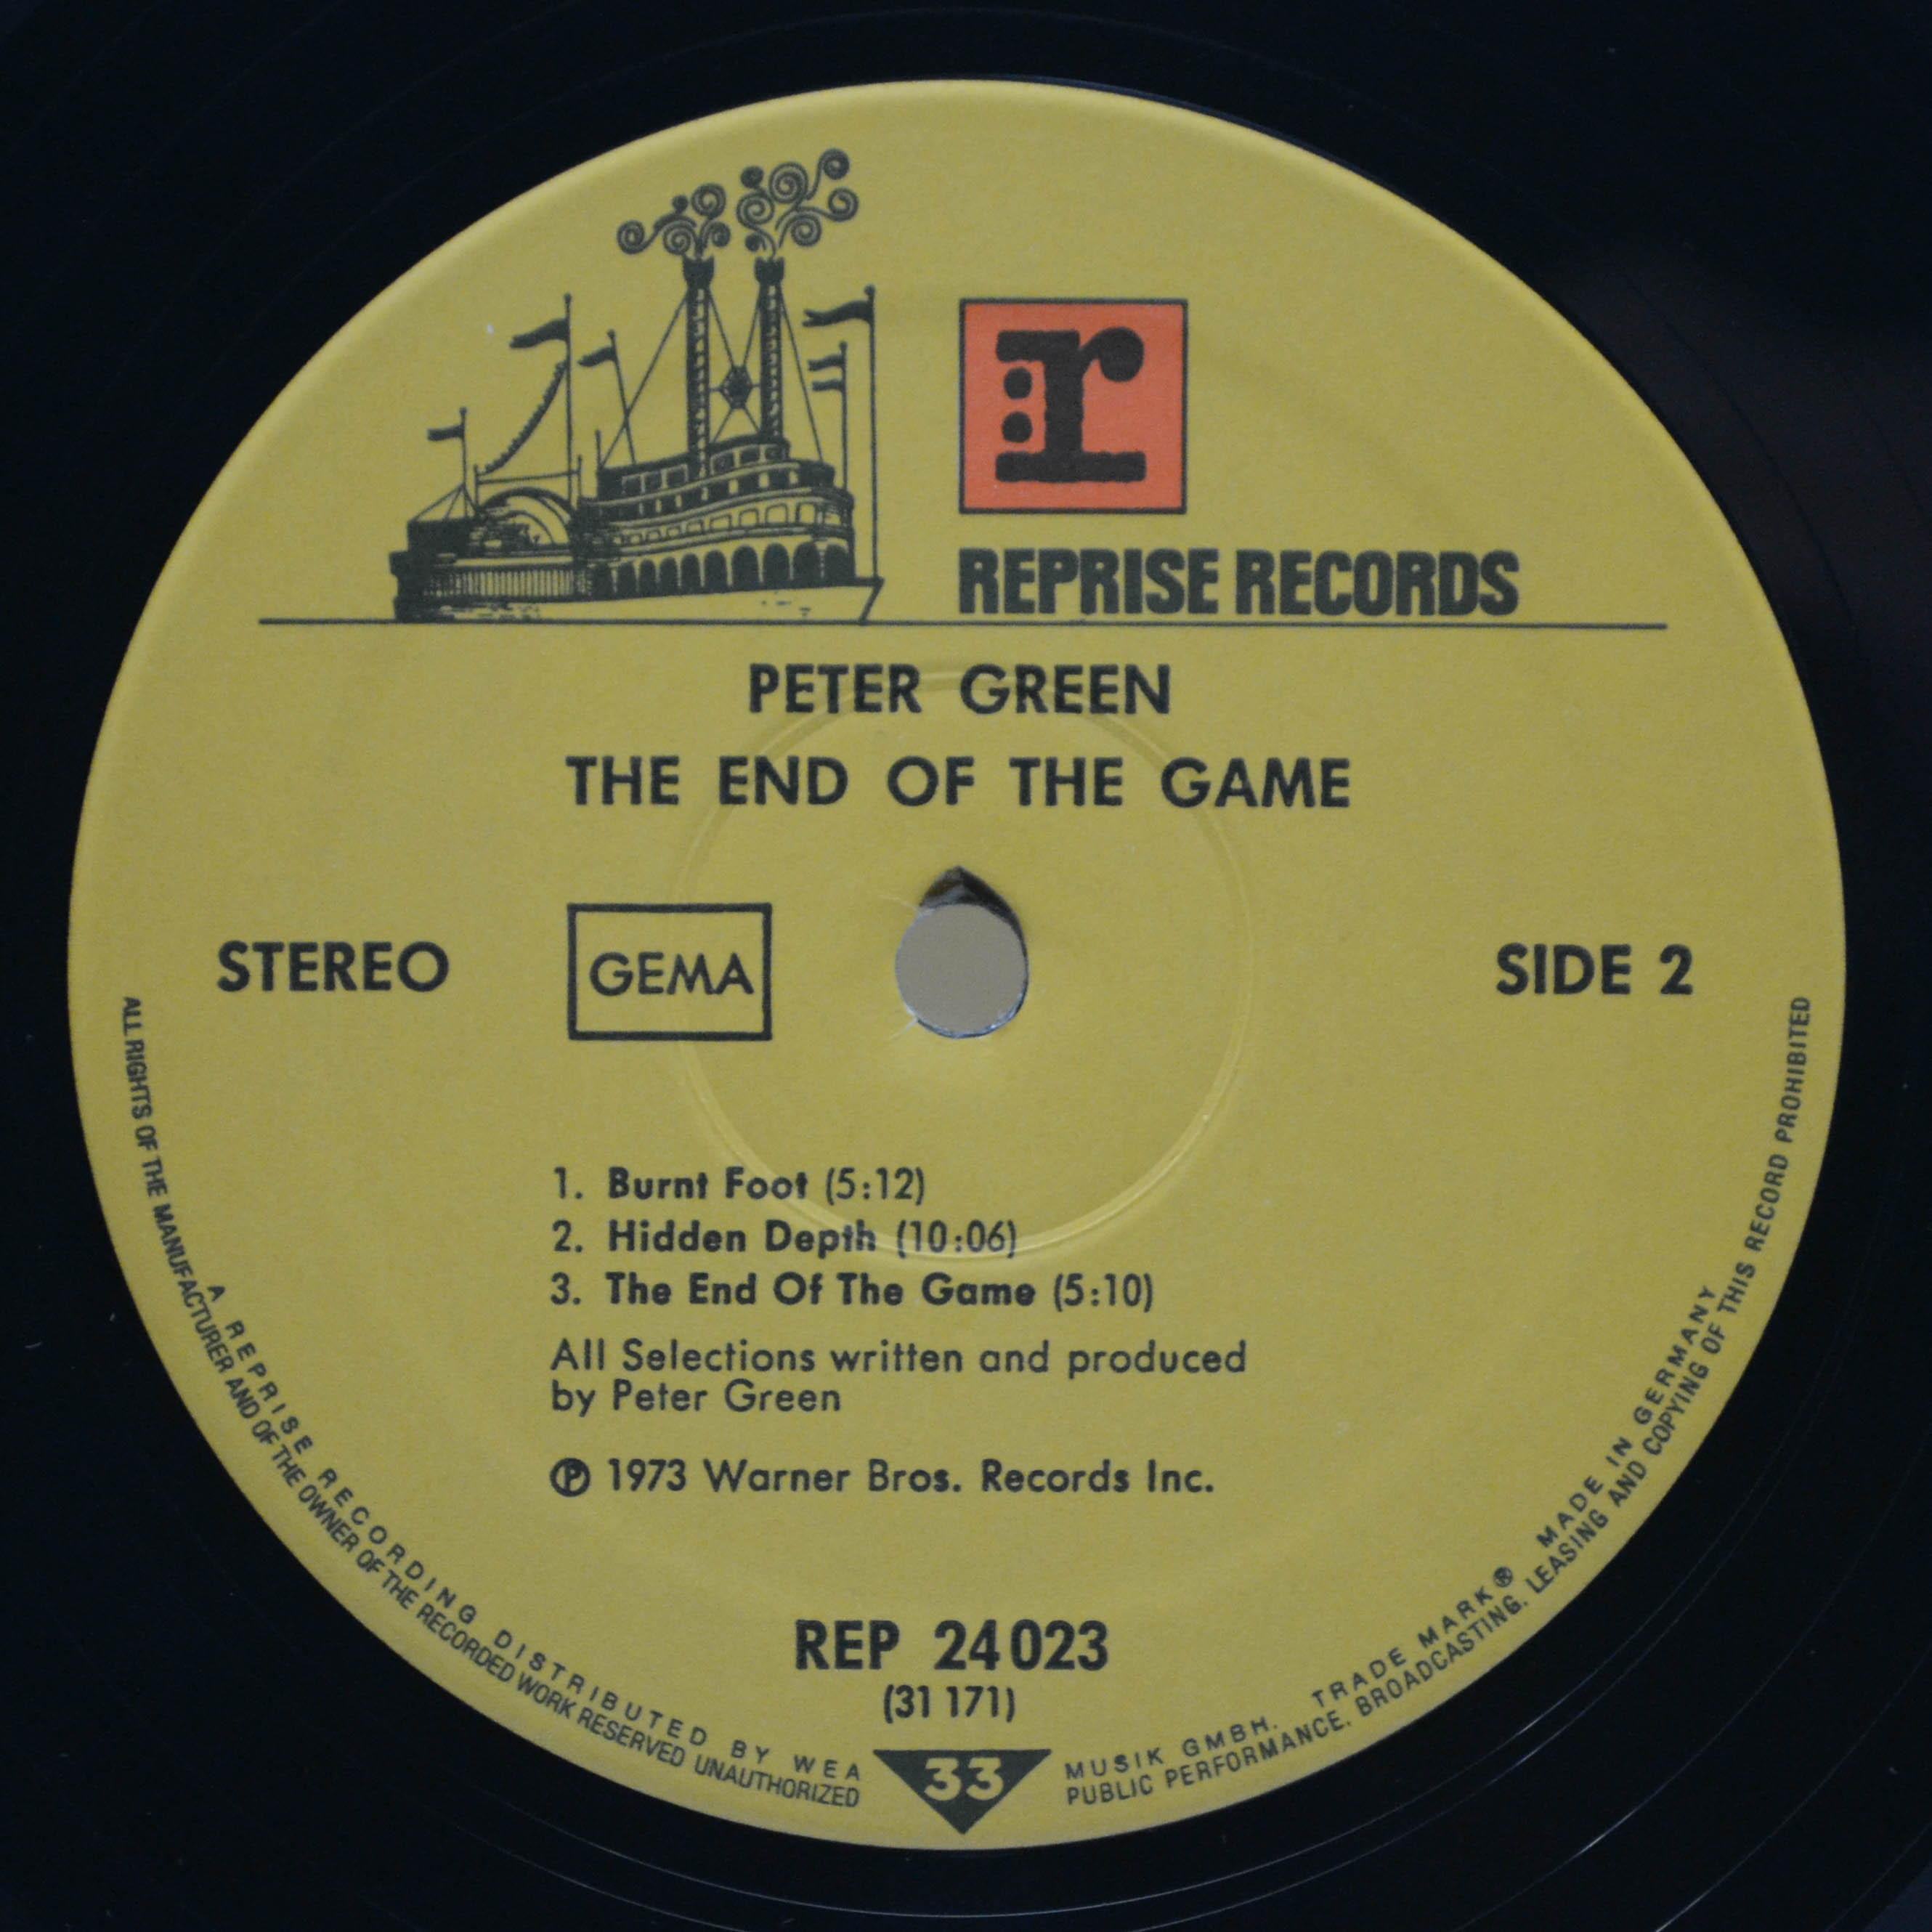 r
REPRISE RECORDS
PETER GREEN
THE END OF THE GAME
STEREO
GEMA
SIDE 2
1. Burnt Foot (5:12)
2. Hidden Depth (10:06)
3. The End Of The Game (5:10)
All Selections written and produced
by Peter Green
℗ 1973 Warner Bros. Records Inc.
REP 24 023
(31 171)
33
A REPRISE RECORDING DISTRIBUTED BY WEA MUSIK GMBH. TRADE MARK® MADE IN GERMANY
ALL RIGHTS OF THE MANUFACTURER AND OF THE OWNER OF THE RECORDED WORK RESERVED UNAUTHORIZED PUBLIC PERFORMANCE. BROADCASTING. LEASING AND COPYING OF THIS RECORD PROHIBITED